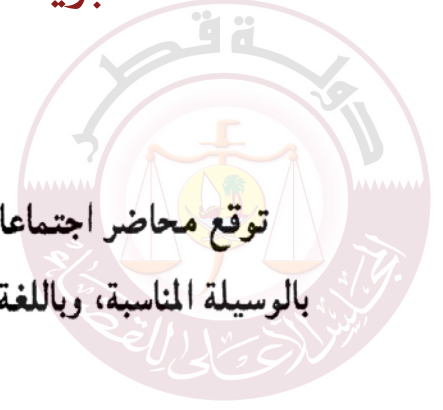 دولة قطر
توقع محاضر اجتماعا
بالوسيلة المناسبة، وباللغة
المجلس الأعلى للقضاء